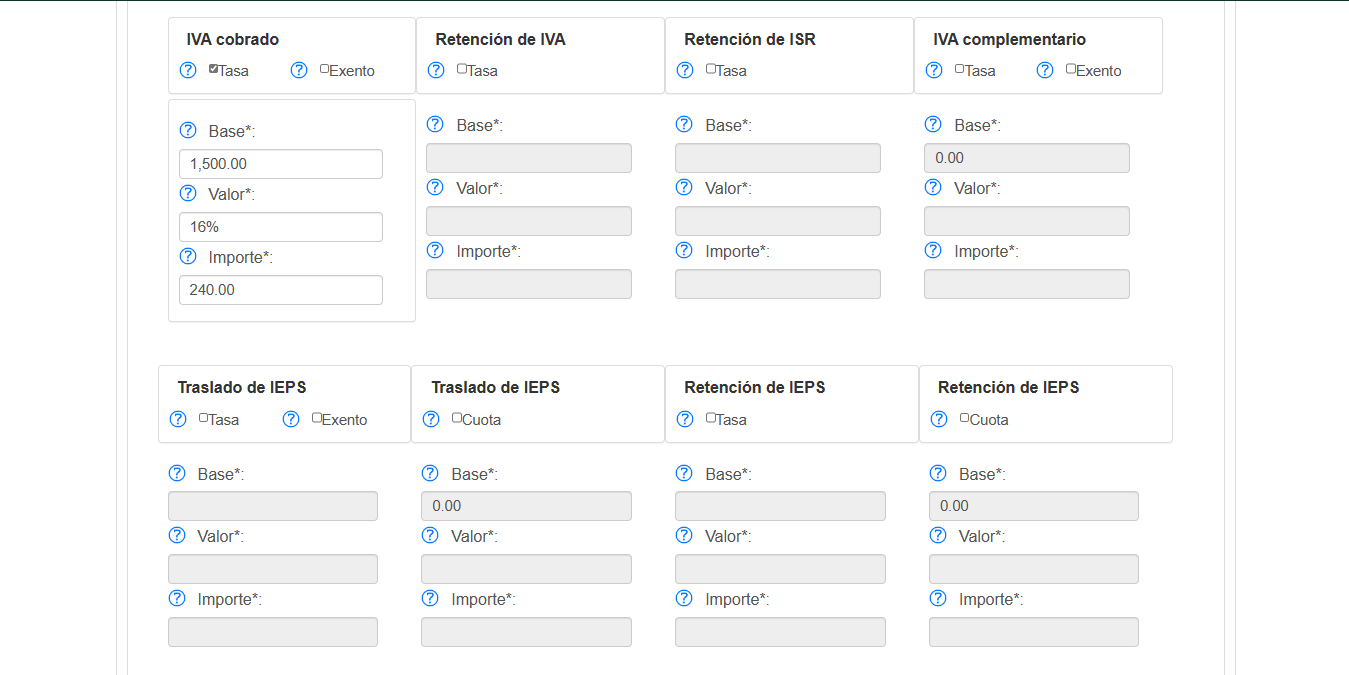 IVA cobrado Retención de IVA Retención de ISR IVA complementario
? Tasa ? Exento ? Tasa ? Tasa ? Tasa ? Exento
? Base*: ? Base*: ? Base*: ? Base*:
1,500.00 0.00
? Valor*: ? Valor*: ? Valor*: ? Valor*:
16%
? Importe*: ? Importe*: ? Importe*: ? Importe*:
240.00
Traslado de IEPS Traslado de IEPS Retención de IEPS Retención de IEPS
? Tasa ? Exento ? Cuota ? Tasa ? Cuota
? Base*: ? Base*: ? Base*: ? Base*:
0.00 0.00
? Valor*: ? Valor*: ? Valor*: ? Valor*:
? Importe*: ? Importe*: ? Importe*: ? Importe*: